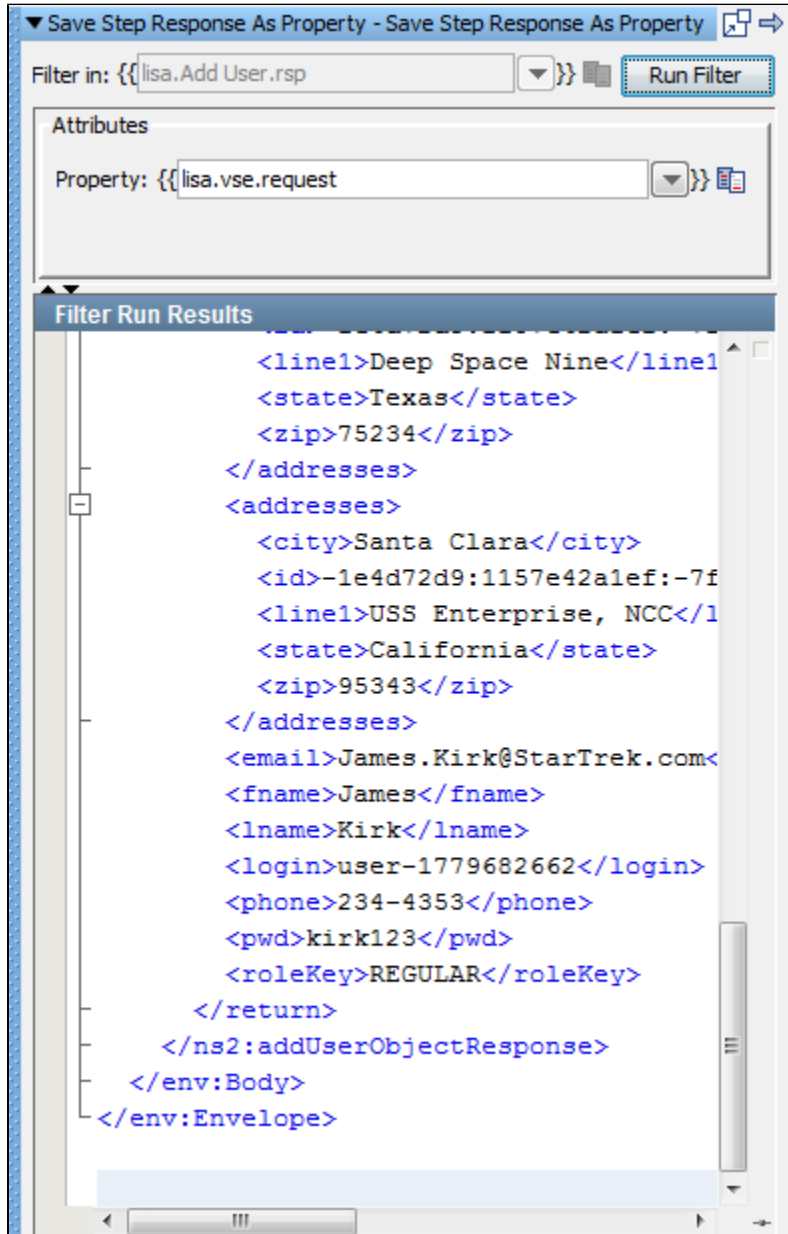 Save Step Response As Property - Save Step Response As Property
Filter in: {{lisa.Add User.rsp}} Run Filter
Attributes
Property: {{lisa.vse.request}}
Filter Run Results
<line1>Deep Space Nine</line1
<state>Texas</state>
<zip>75234</zip>
</addresses>
<addresses>
<city>Santa Clara</city>
<id>-1e4d72d9:1157e42a1ef:-7f
<line1>USS Enterprise, NCC</l
<state>California</state>
<zip>95343</zip>
</addresses>
<email>James.Kirk@StarTrek.com<
<fname>James</fname>
<lname>Kirk</lname>
<login>user-1779682662</login>
<phone>234-4353</phone>
<pwd>kirk123</pwd>
<roleKey>REGULAR</roleKey>
</return>
</ns2:addUserObjectResponse>
</env:Body>
</env:Envelope>